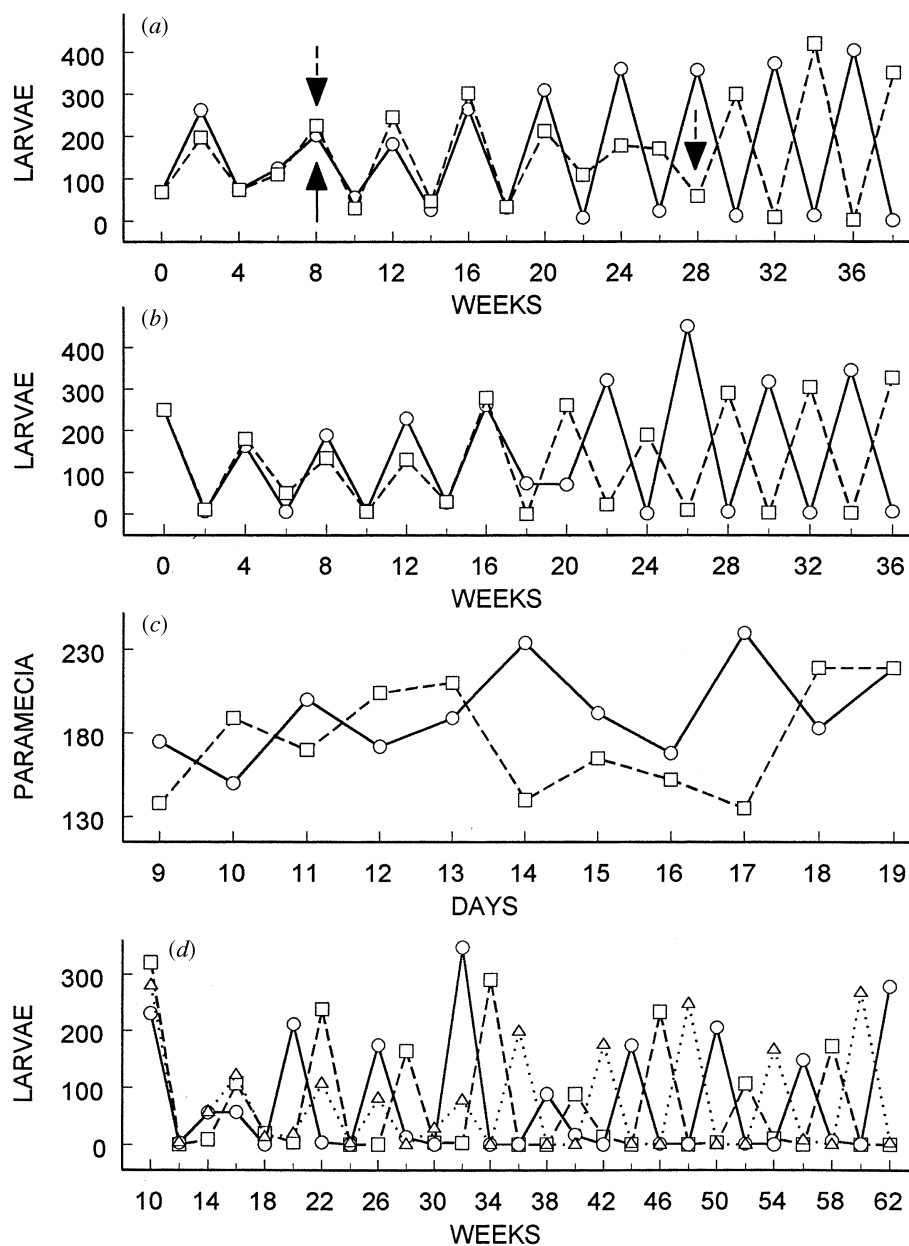 (a)
LARVAE
400
300
200
100
0
0 4 8 12 16 20 24 28 32 36
WEEKS
(b)
LARVAE
400
300
200
100
0
0 4 8 12 16 20 24 28 32 36
WEEKS
(c)
PARAMECIA
230
180
130
9 10 11 12 13 14 15 16 17 18 19
DAYS
(d)
LARVAE
300
200
100
0
10 14 18 22 26 30 34 38 42 46 50 54 58 62
WEEKS